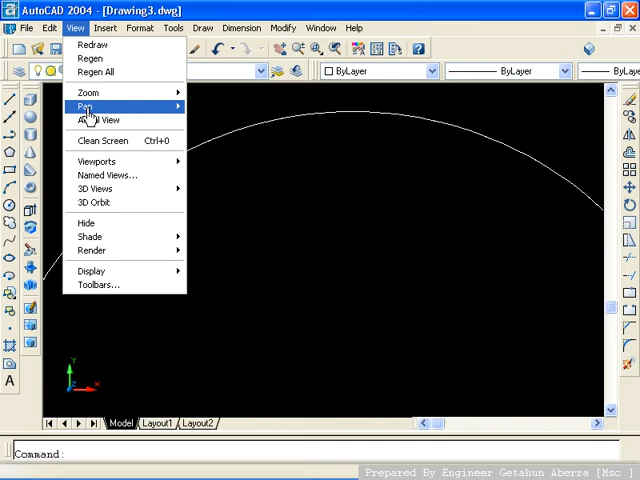 AutoCAD 2004 - [Drawing3.dwg]
File Edit View Insert Format Tools Draw Dimension Modify Window Help
Redraw
Regen
Regen All
Zoom
Pan
View
Clean Screen Ctrl+0
Viewports
Named Views...
3D Views
3D Orbit
Hide
Shade
Render
Display
Toolbars...
ByLayer
ByLayer
ByLayer
Y
Z
X
A
Model Layout1 Layout2
Command:
Prepared By Engineer Getahun Aberra [Msc.]